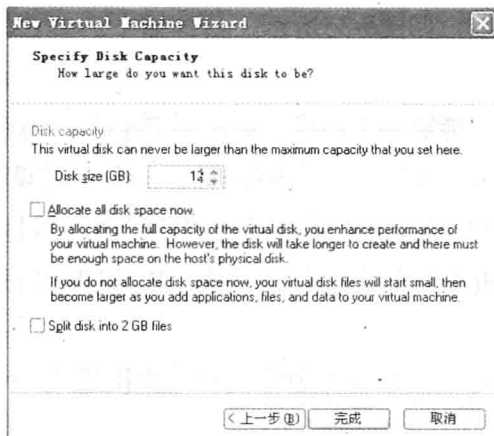 New Virtual Machine Wizard
Specify Disk Capacity
How large do you want this disk to be?
Disk capacity
This virtual disk can never be larger than the maximum capacity that you set here.
Disk size (GB):
Allocate all disk space now.
By allocating the full capacity of the virtual disk, you enhance performance of
your virtual machine. However, the disk will take longer to create and there must
be enough space on the host's physical disk.
If you do not allocate disk space now, your virtual disk files will start small, then
become larger as you add applications, files, and data to your virtual machine.
Split disk into 2 GB files
< 上一步(B) 完成 取消